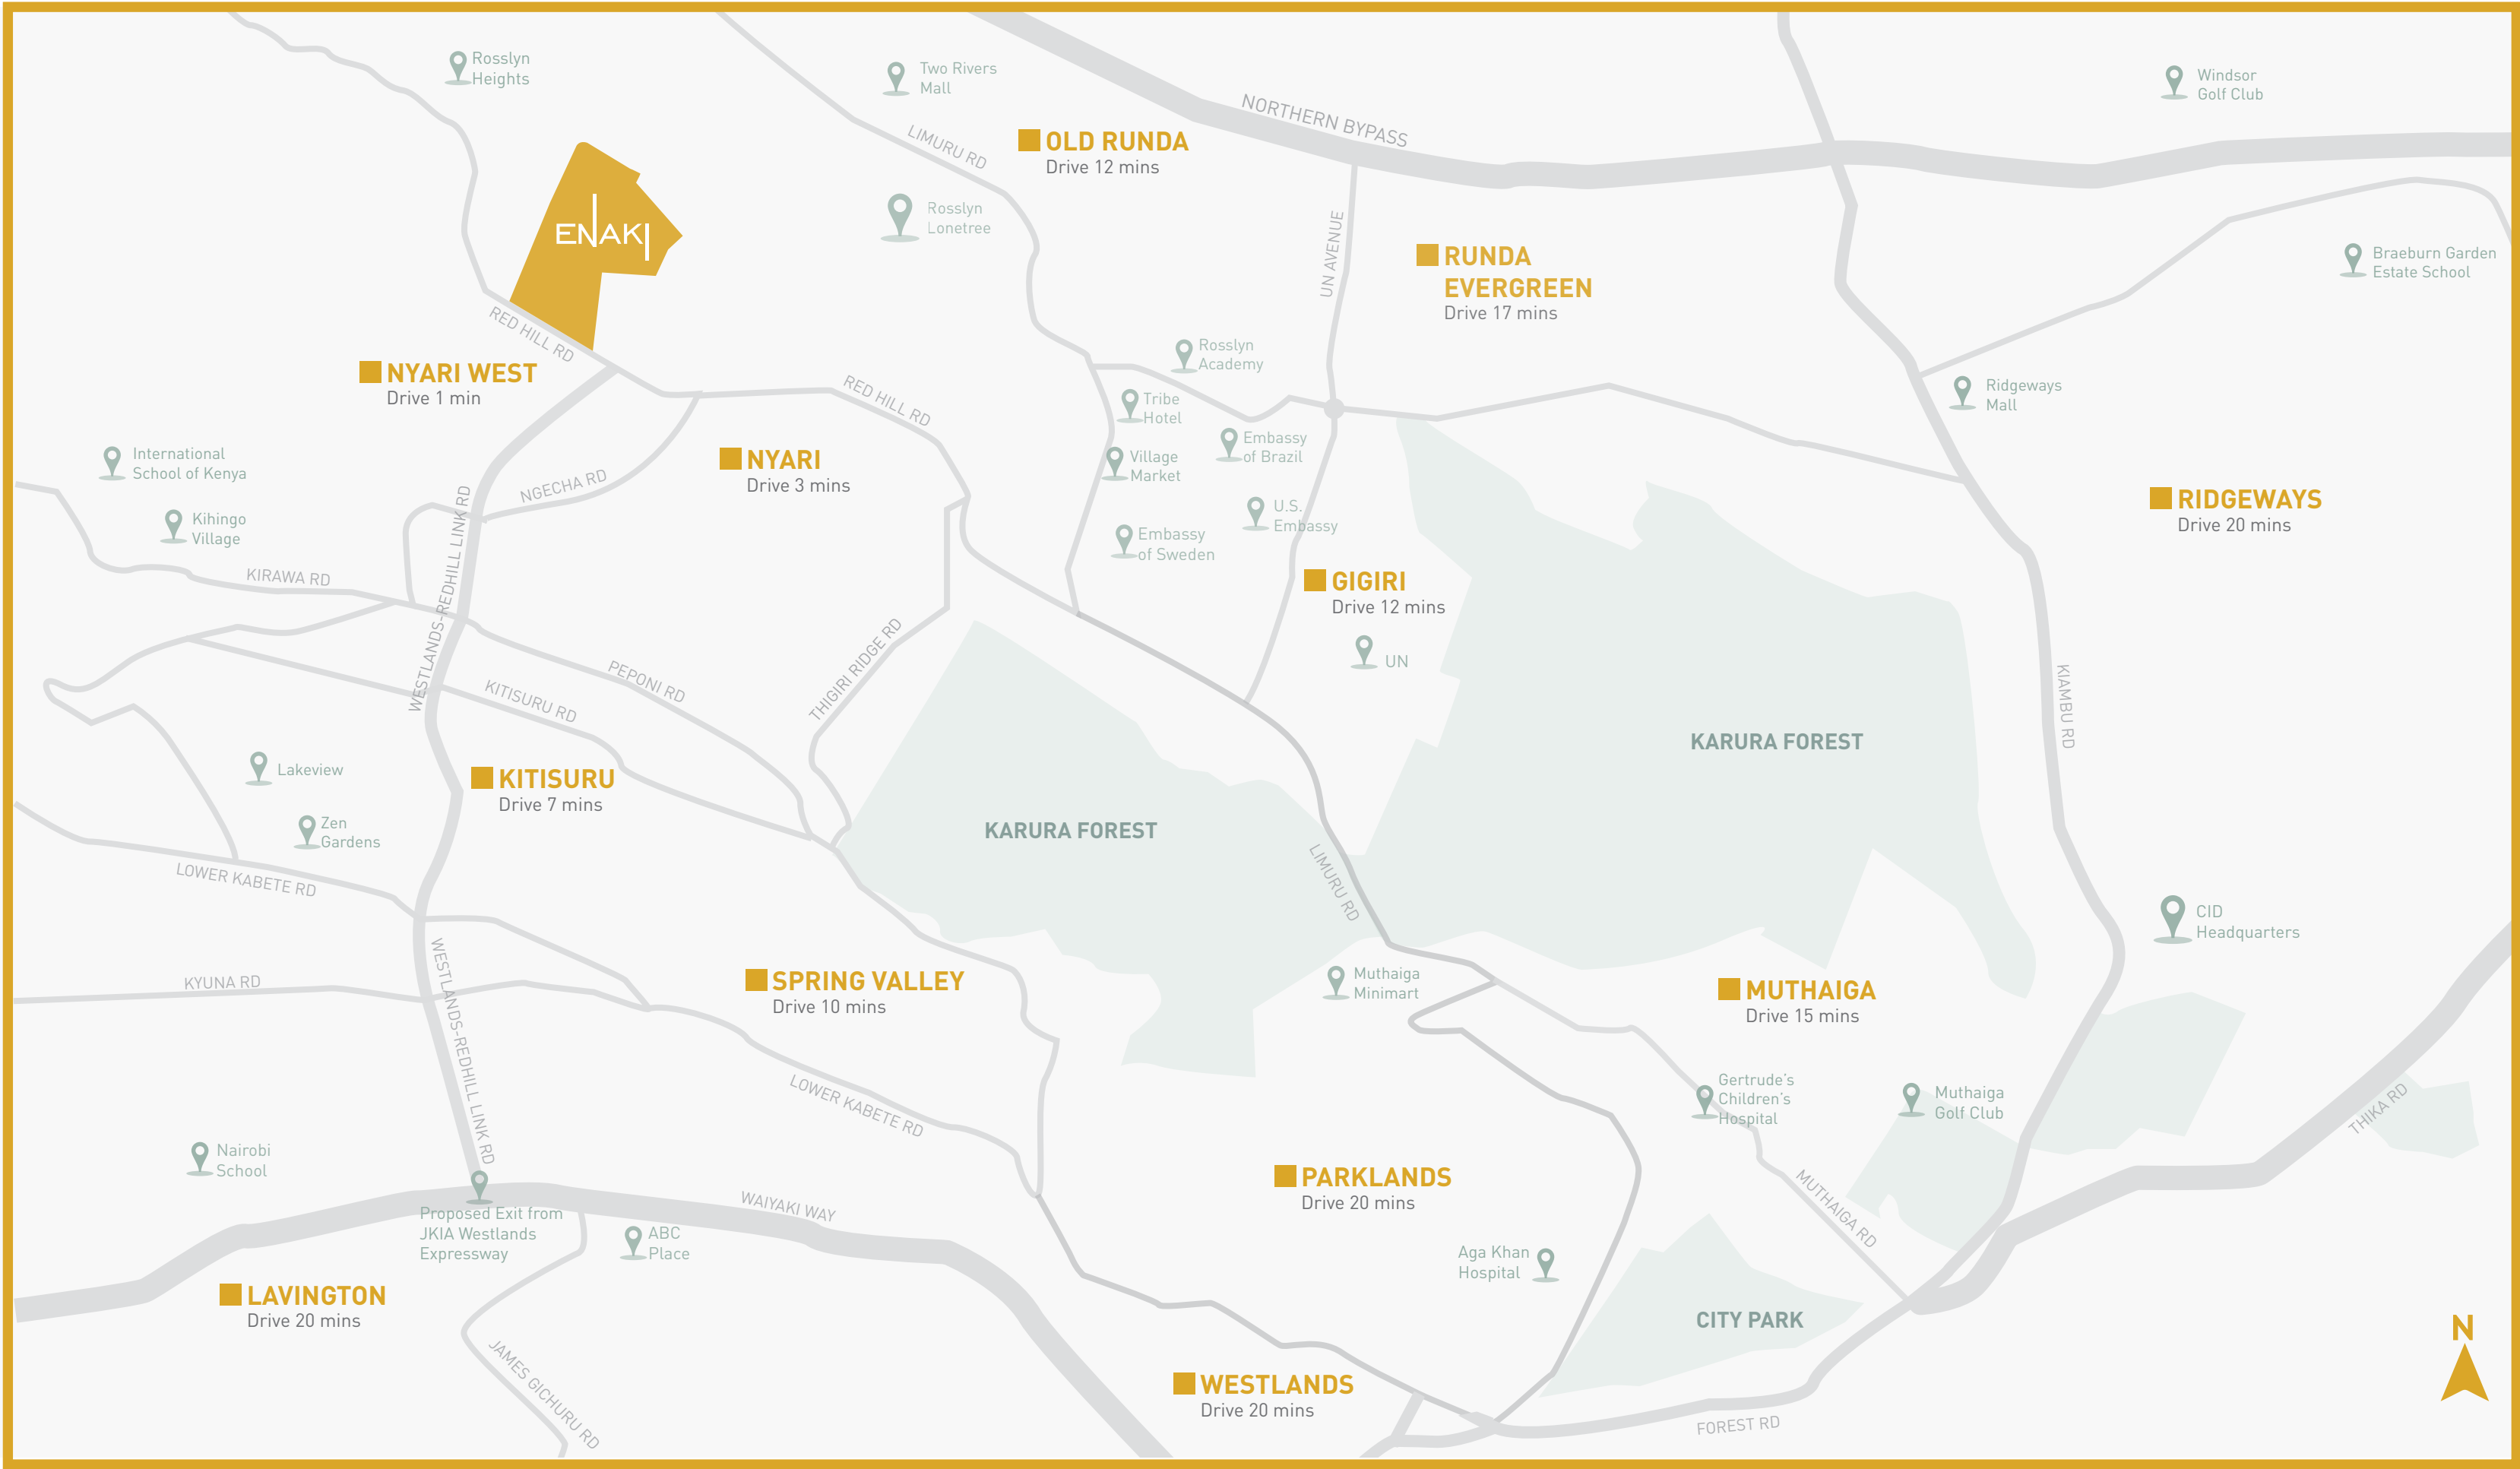 Rosslyn
Heights
Two Rivers
Mall
Windsor
Golf Club
NORTHERN BYPASS
LIMURU RD
OLD RUNDA
Drive 12 mins
ENAKI
Rosslyn
Lonetree
UN AVENUE
RUNDA
EVERGREEN
Drive 17 mins
Braeburn Garden
Estate School
RED HILL RD
NYARI WEST
Drive 1 min
RED HILL RD
Rosslyn
Academy
Tribe
Hotel
Ridgeways
Mall
International
School of Kenya
NYARI
Drive 3 mins
NGECHA RD
Village
Market
Embassy
of Brazil
RIDGEWAYS
Drive 20 mins
Kihingo
Village
U.S.
Embassy
Embassy
of Sweden
KIRAWA RD
WESTLANDS-REDHILL LINK RD
GIGIRI
Drive 12 mins
UN
PEPONI RD
KITISURU RD
THIGIRI RIDGE RD
KIAMBU RD
KARURA FOREST
Lakeview
KITISURU
Drive 7 mins
Zen
Gardens
KARURA FOREST
LOWER KABETE RD
LIMURU RD
CID
Headquarters
KYUNA RD
WESTLANDS-REDHILL LINK RD
SPRING VALLEY
Drive 10 mins
Muthaiga
Minimart
MUTHAIGA
Drive 15 mins
LOWER KABETE RD
Gertrude's
Children's
Hospital
Muthaiga
Golf Club
THIKA RD
Nairobi
School
PARKLANDS
Drive 20 mins
MUTHAIGA RD
WAIYAKI WAY
Proposed Exit from
JKIA Westlands
Expressway
ABC
Place
Aga Khan
Hospital
LAVINGTON
Drive 20 mins
CITY PARK
N
JAMES GICHURU RD
WESTLANDS
Drive 20 mins
FOREST RD